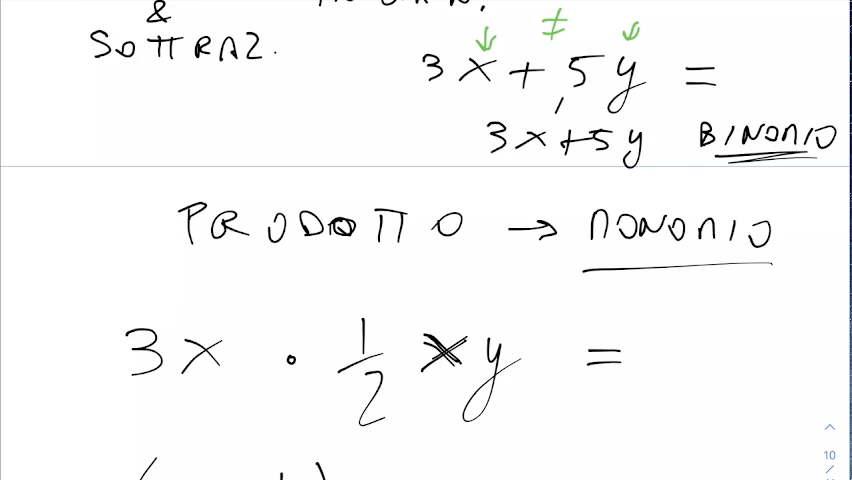 &
SOTTRAZ.
≠
3x + 5y =
3x+5y BINOMIO
PRODOTTO → MONOMIO
3x · 1/2 xy =
10